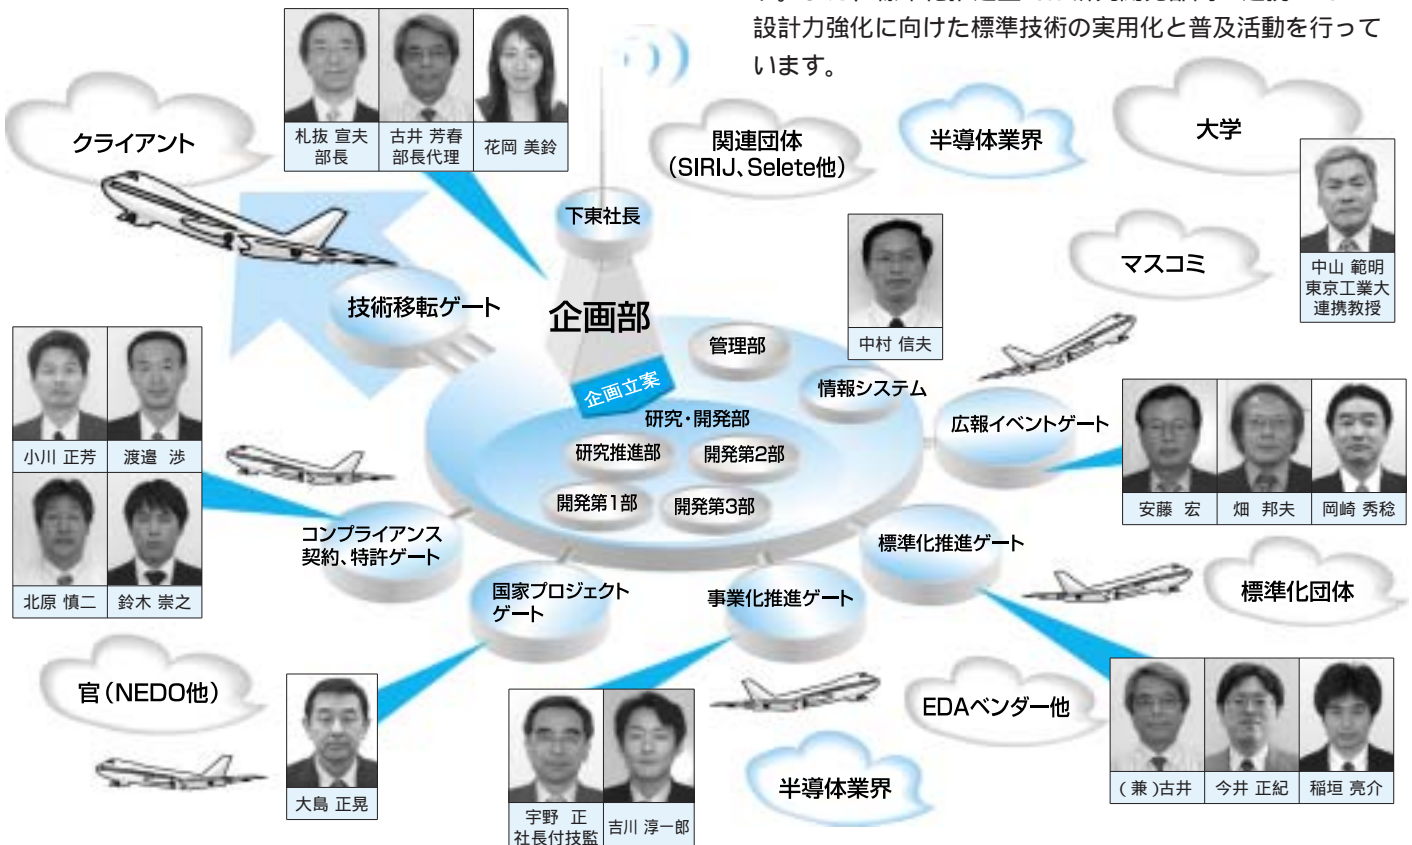 設計力強化に向けた標準技術の実用化と普及活動を行って
います。
クライアント
札抜 宣夫
部長
古井 芳春
部長代理
花岡 美鈴
関連団体
(SIRIJ、Selete他)
半導体業界
大学
下東社長
マスコミ
中山 範明
東京工業大
連携教授
技術移転ゲート
企画部
管理部
中村 信夫
企画立案
情報システム
小川 正芳
渡邉 渉
研究・開発部
広報イベントゲート
研究推進部
開発第2部
開発第1部
開発第3部
安藤 宏
畑 邦夫
岡崎 秀稔
コンプライアンス
契約、特許ゲート
標準化推進ゲート
北原 慎二
鈴木 崇之
国家プロジェクト
ゲート
事業化推進ゲート
標準化団体
官(NEDO他)
EDAベンダー他
大島 正晃
半導体業界
(兼)古井
今井 正紀
稲垣 亮介
宇野 正
社長付技監
吉川 淳一郎